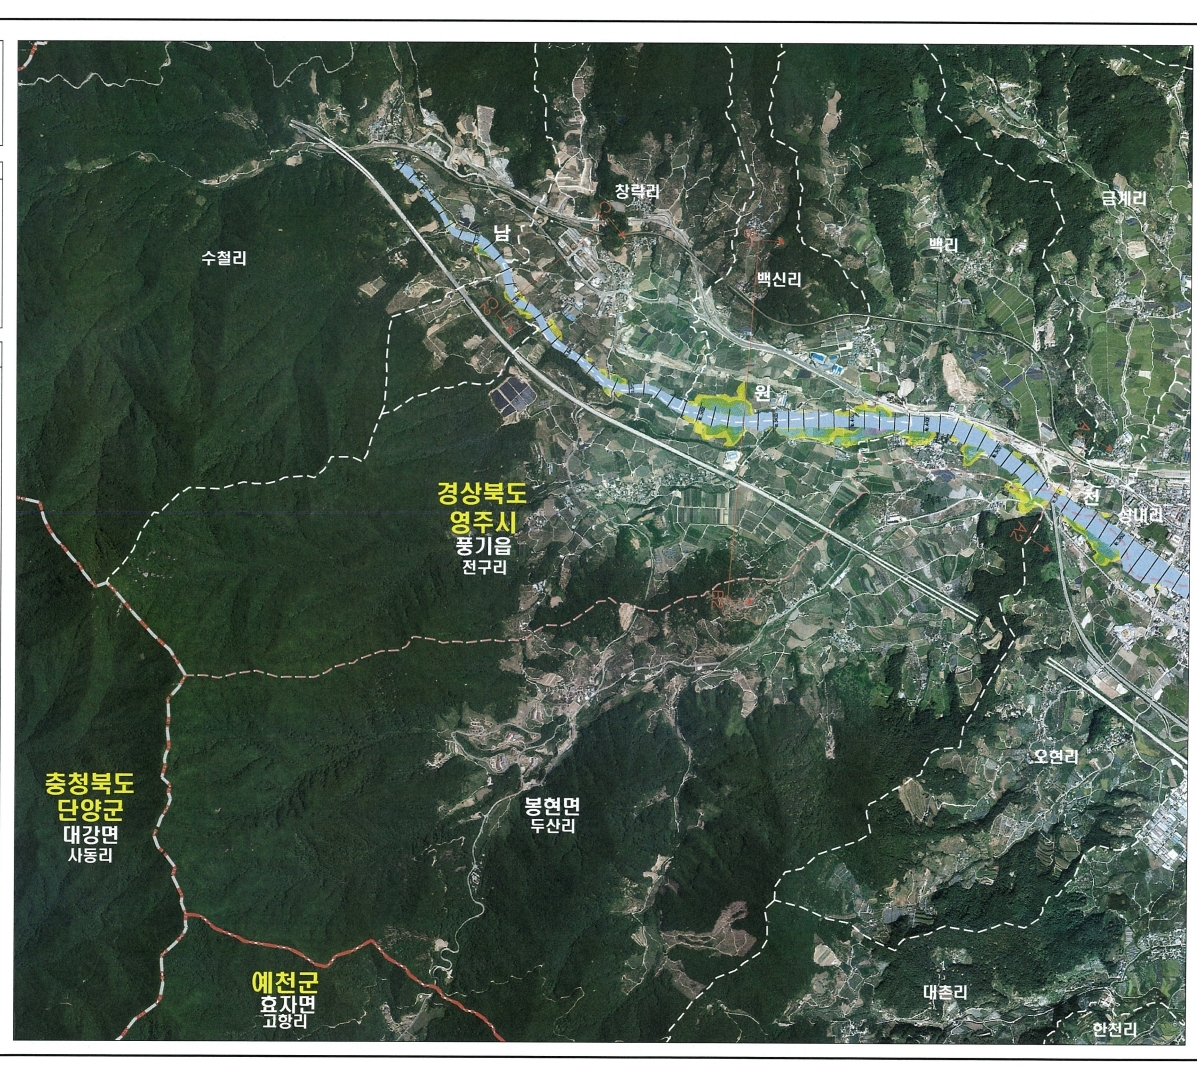 창락리
금계리
남
백리
수철리
백신리
원
경상북도
영주시
풍기읍
전구리
천
성내리
오현리
충청북도
단양군
대강면
사동리
봉현면
두산리
예천군
효자면
고항리
대촌리
한천리